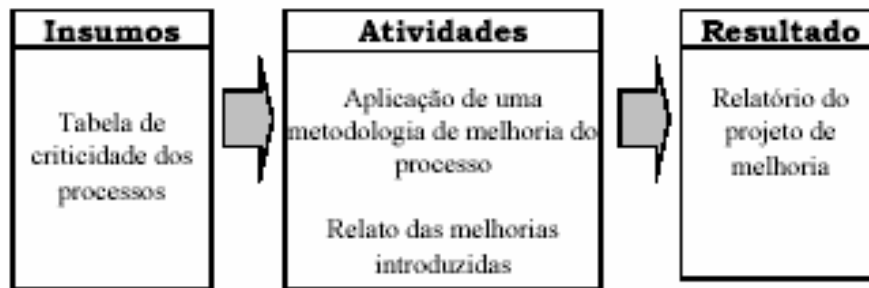 Insumos
Tabela de
criticidade dos
processos
Atividades
Aplicação de uma
metodologia de melhoria do
processo
Relato das melhorias
introduzidas
Resultado
Relatório do
projeto de
melhoria